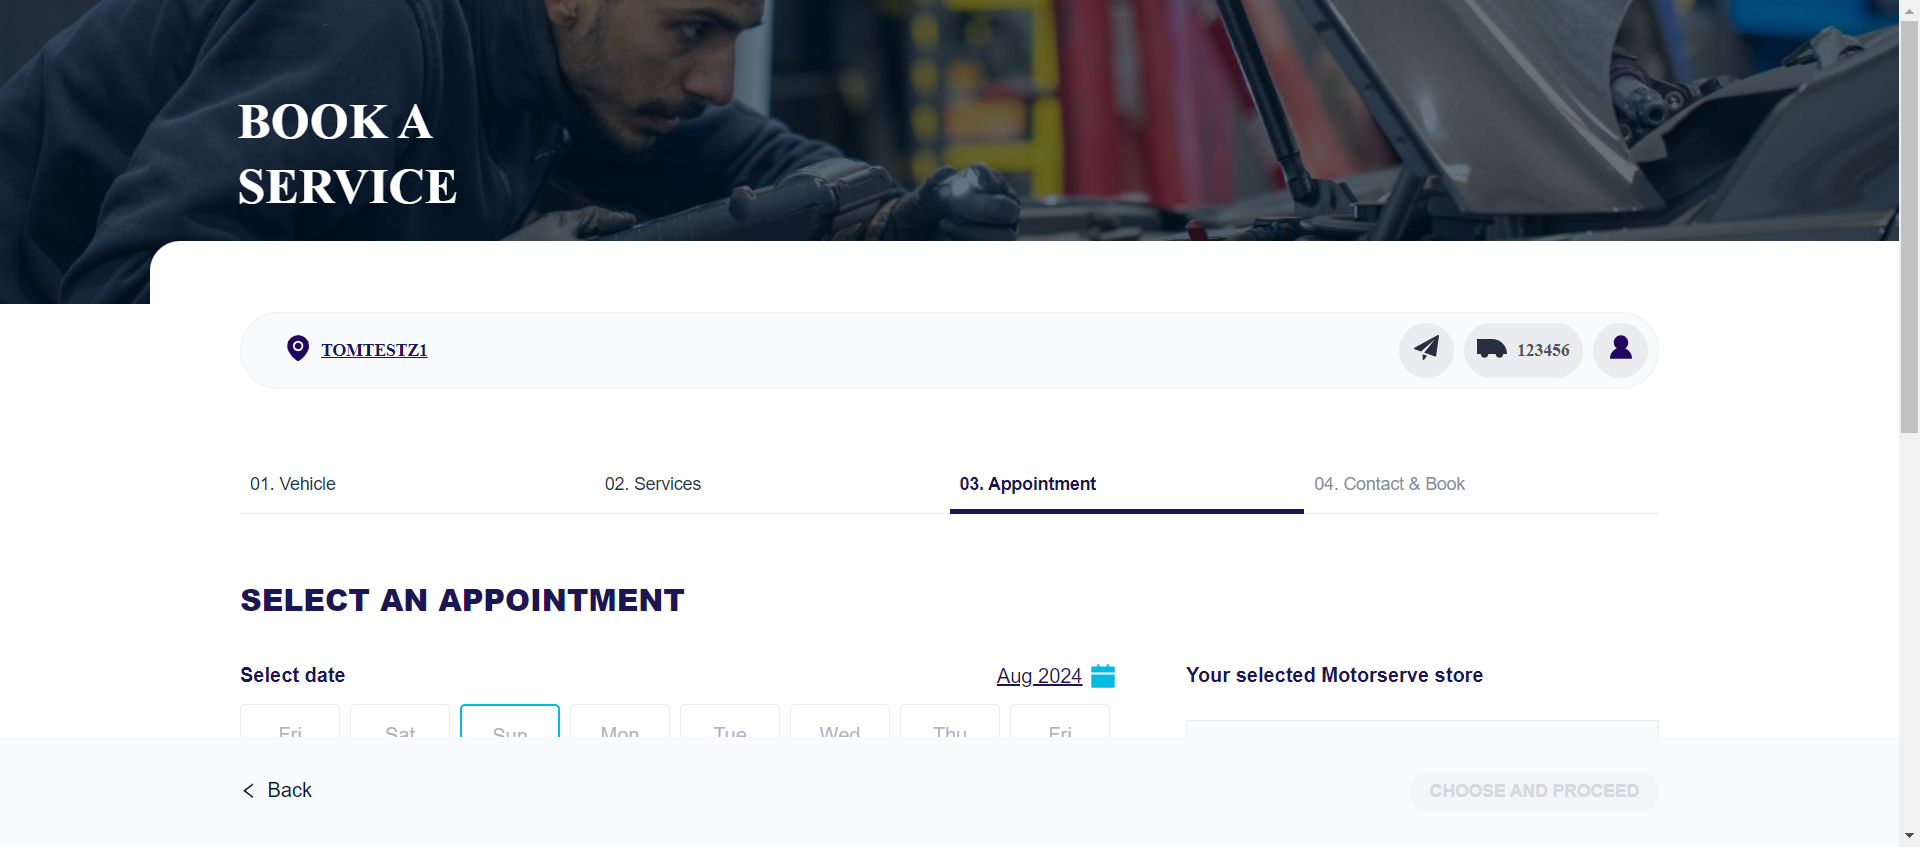 BOOK A
SERVICE
TOMTESTZ1
123456
01. Vehicle
02. Services
03. Appointment
04. Contact & Book
SELECT AN APPOINTMENT
Select date
Aug 2024
Your selected Motorserve store
Fri
Sat
Sun
Mon
Tue
Wed
Thu
Fri
Back
CHOOSE AND PROCEED